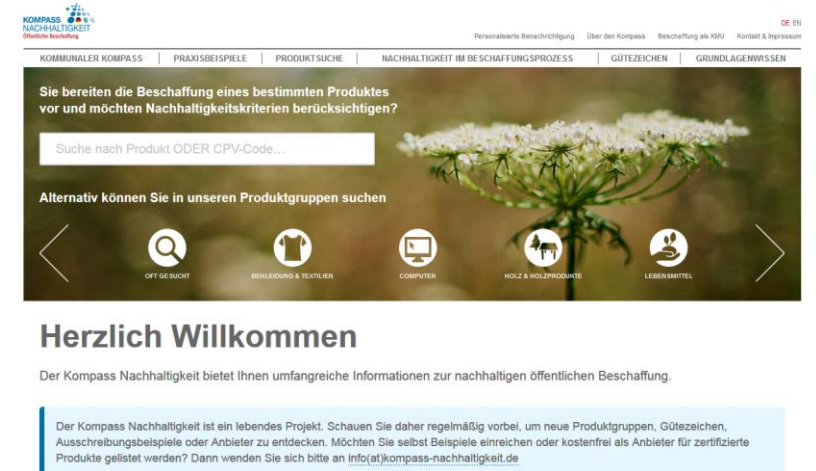 KOMPASS
NACHHALTIGKEIT
Öffentliche Beschaffung
DE EN
Personalisierte Benachrichtigung Über den Kompass Beschaffung als KMU Kontakt & Impressum
KOMMUNALER KOMPASS | PRAXISBEISPIELE | PRODUKTSUCHE | NACHHALTIGKEIT IM BESCHAFFUNGSPROZESS | GÜTEZEICHEN | GRUNDLAGENWISSEN
Sie bereiten die Beschaffung eines bestimmten Produktes
vor und möchten Nachhaltigkeitskriterien berücksichtigen?
Suche nach Produkt ODER CPV-Code...
Alternativ können Sie in unseren Produktgruppen suchen
OFT GESUCHT BEKLEIDUNG & TEXTILIEN COMPUTER HOLZ & HOLZPRODUKTE LEBENSMITTEL
Herzlich Willkommen
Der Kompass Nachhaltigkeit bietet Ihnen umfangreiche Informationen zur nachhaltigen öffentlichen Beschaffung.
Der Kompass Nachhaltigkeit ist ein lebendes Projekt. Schauen Sie daher regelmäßig vorbei, um neue Produktgruppen, Gütezeichen,
Ausschreibungsbeispiele oder Anbieter zu entdecken. Möchten Sie selbst Beispiele einreichen oder kostenfrei als Anbieter für zertifizierte
Produkte gelistet werden? Dann wenden Sie sich bitte an info(at)kompass-nachhaltigkeit.de